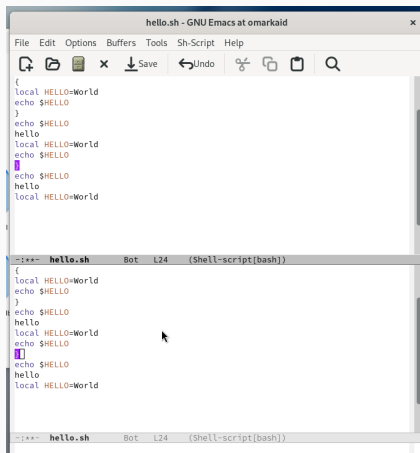 hello.sh - GNU Emacs at omarkaid ×
File Edit Options Buffers Tools Sh-Script Help
Save Undo
{
local HELLO=World
echo $HELLO
}
echo $HELLO
hello
local HELLO=World
echo $HELLO
}
echo $HELLO
hello
local HELLO=World
-:**- hello.sh Bot L24 (Shell-script[bash])
{
local HELLO=World
echo $HELLO
}
echo $HELLO
hello
local HELLO=World
echo $HELLO
}
echo $HELLO
hello
local HELLO=World
-:**- hello.sh Bot L24 (Shell-script[bash])